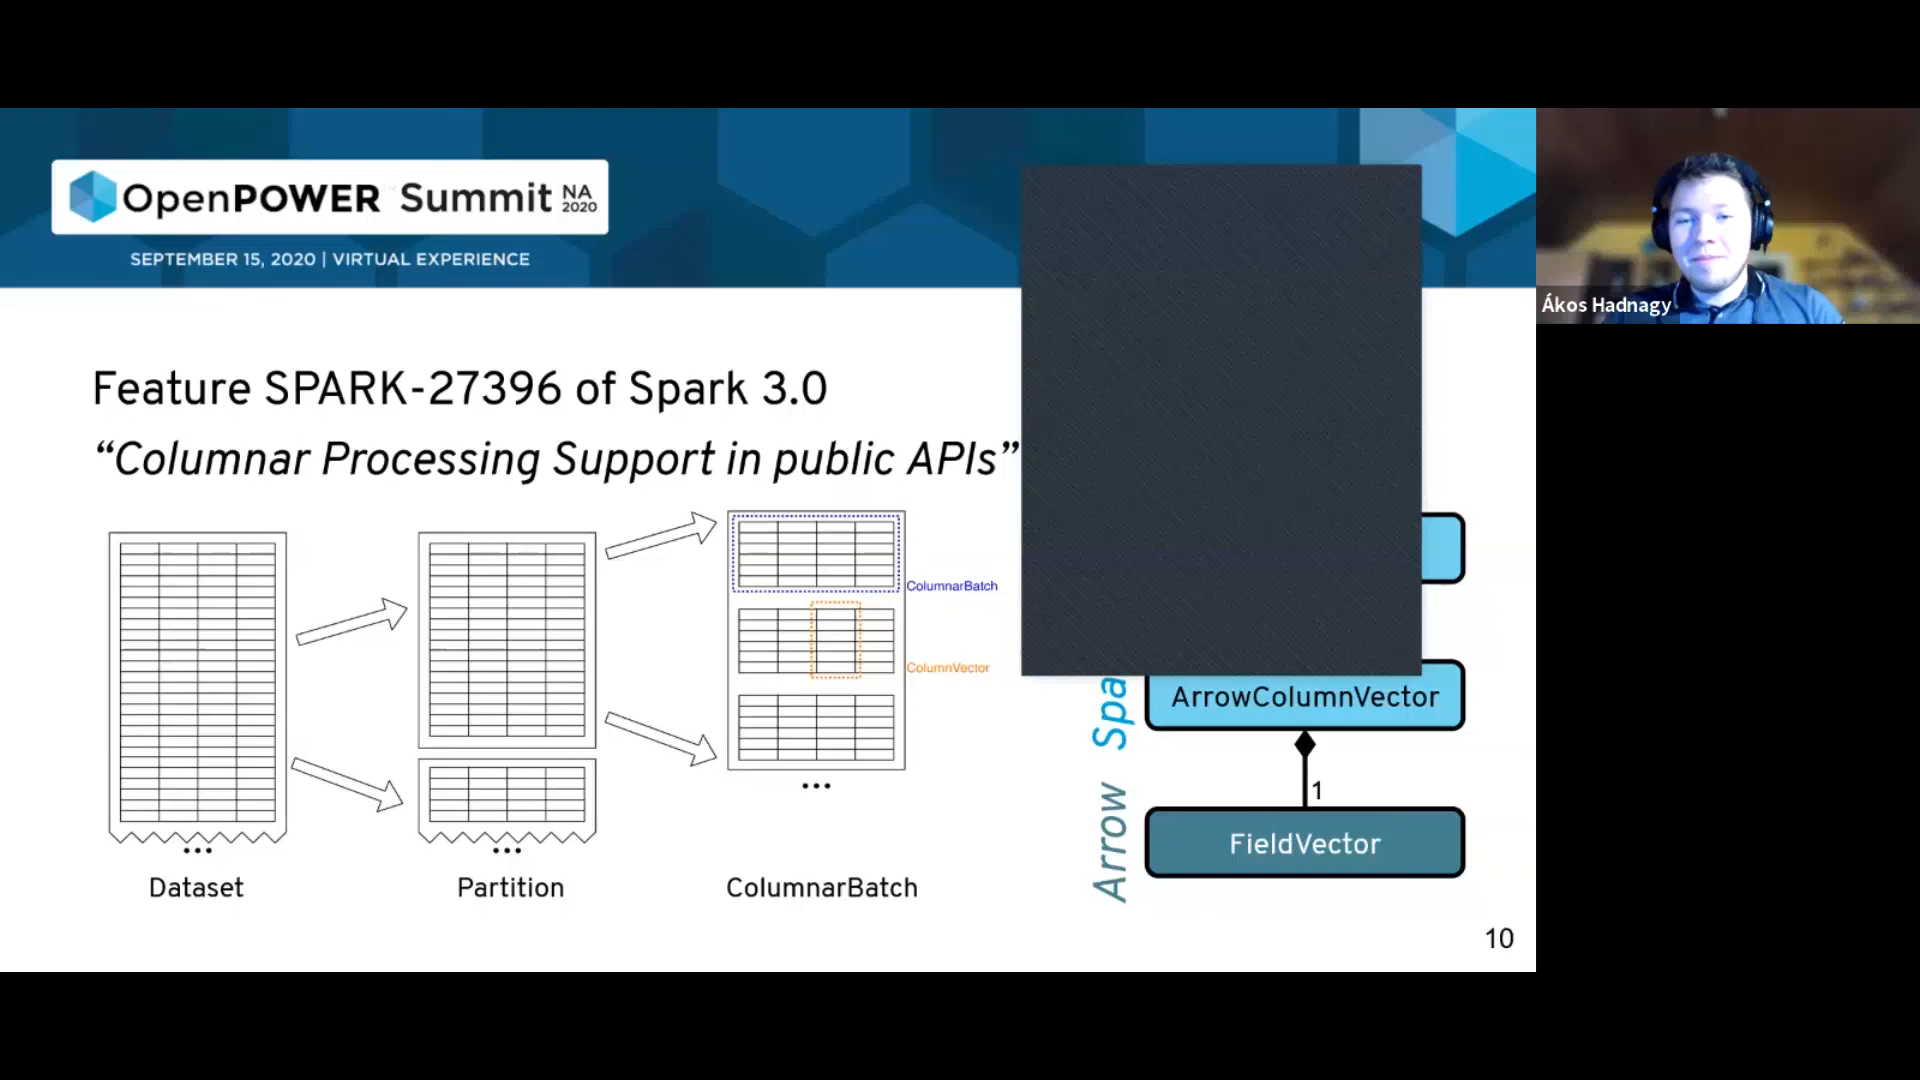 OpenPOWER Summit NA 2020
SEPTEMBER 15, 2020 | VIRTUAL EXPERIENCE
Ákos Hadnagy
Feature SPARK-27396 of Spark 3.0
“Columnar Processing Support in public APIs”
ColumnarBatch
ColumnVector
...
Dataset
...
Partition
...
ColumnarBatch
Spa
ArrowColumnVector
1
Arrow
FieldVector
10